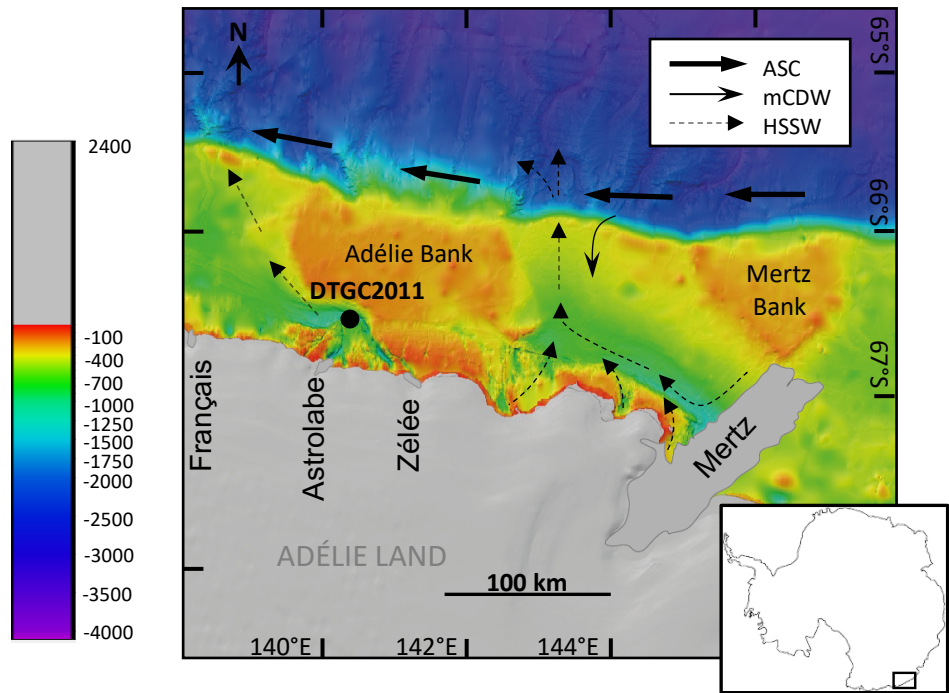 N
65°S
ASC
mCDW
HSSW
2400
66°S
Adélie Bank
Mertz
Bank
DTGC2011
-100
-400
-700
-1000
-1250
-1500
-1750
-2000
-2500
-3000
-3500
-4000
67°S
Français
Astrolabe
Zélée
Mertz
ADÉLIE LAND
100 km
140°E
142°E
144°E